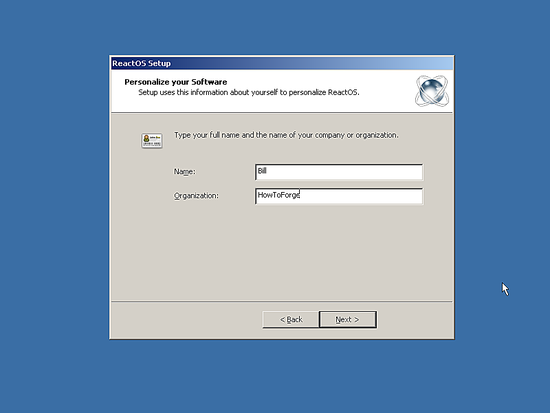 ReactOS Setup
Personalize your Software
Setup uses this information about yourself to personalize ReactOS.
Type your full name and the name of your company or organization.
Name: Bill
Organization: HowToForge
< Back Next >